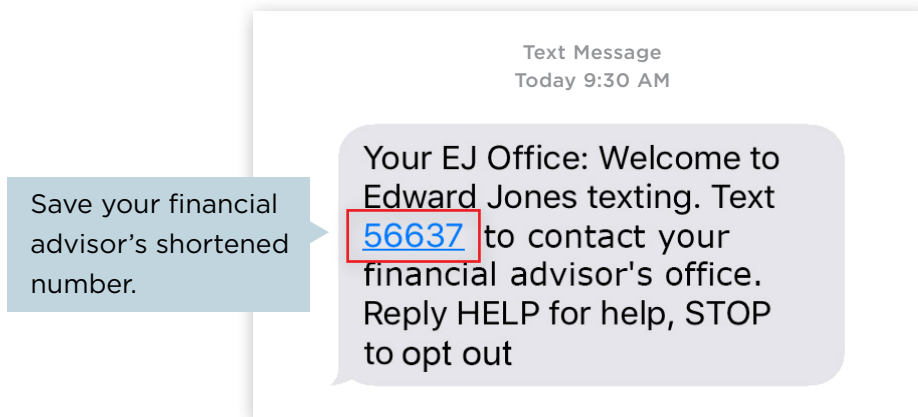 Text Message
Today 9:30 AM
Your EJ Office: Welcome to
Edward Jones texting. Text
56637 to contact your
financial advisor's office.
Reply HELP for help, STOP
to opt out
Save your financial
advisor’s shortened
number.